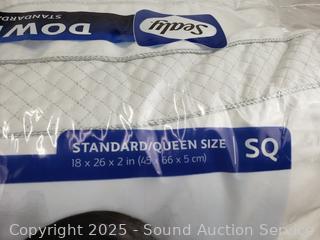 Sealy
DOW
STANDARD
STANDARD/QUEEN SIZE
18 x 26 x 2 in (45 x 66 x 5 cm)
SQ
Copyright 2025 - Sound Auction Service